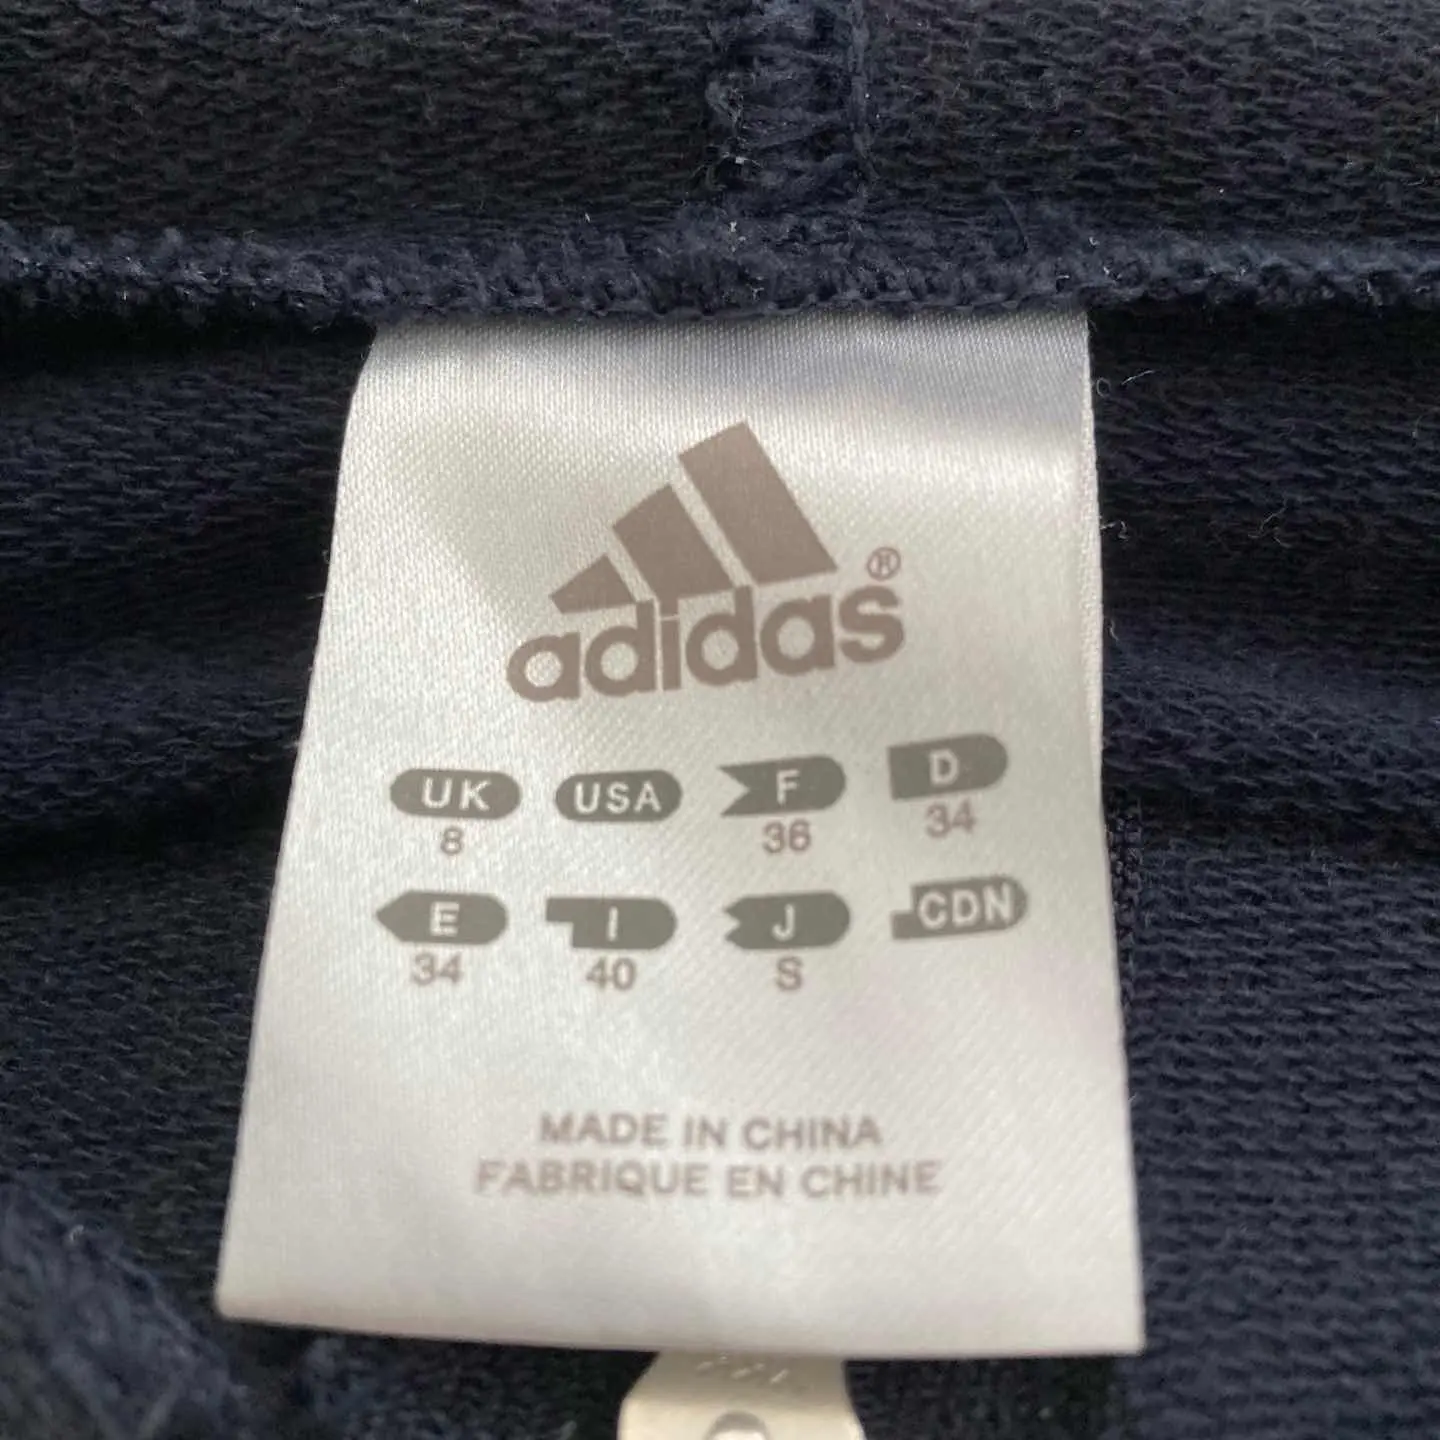 adidas®
UK USA F D
8 36 34
E I J CDN
34 40 S
MADE IN CHINA
FABRIQUE EN CHINE